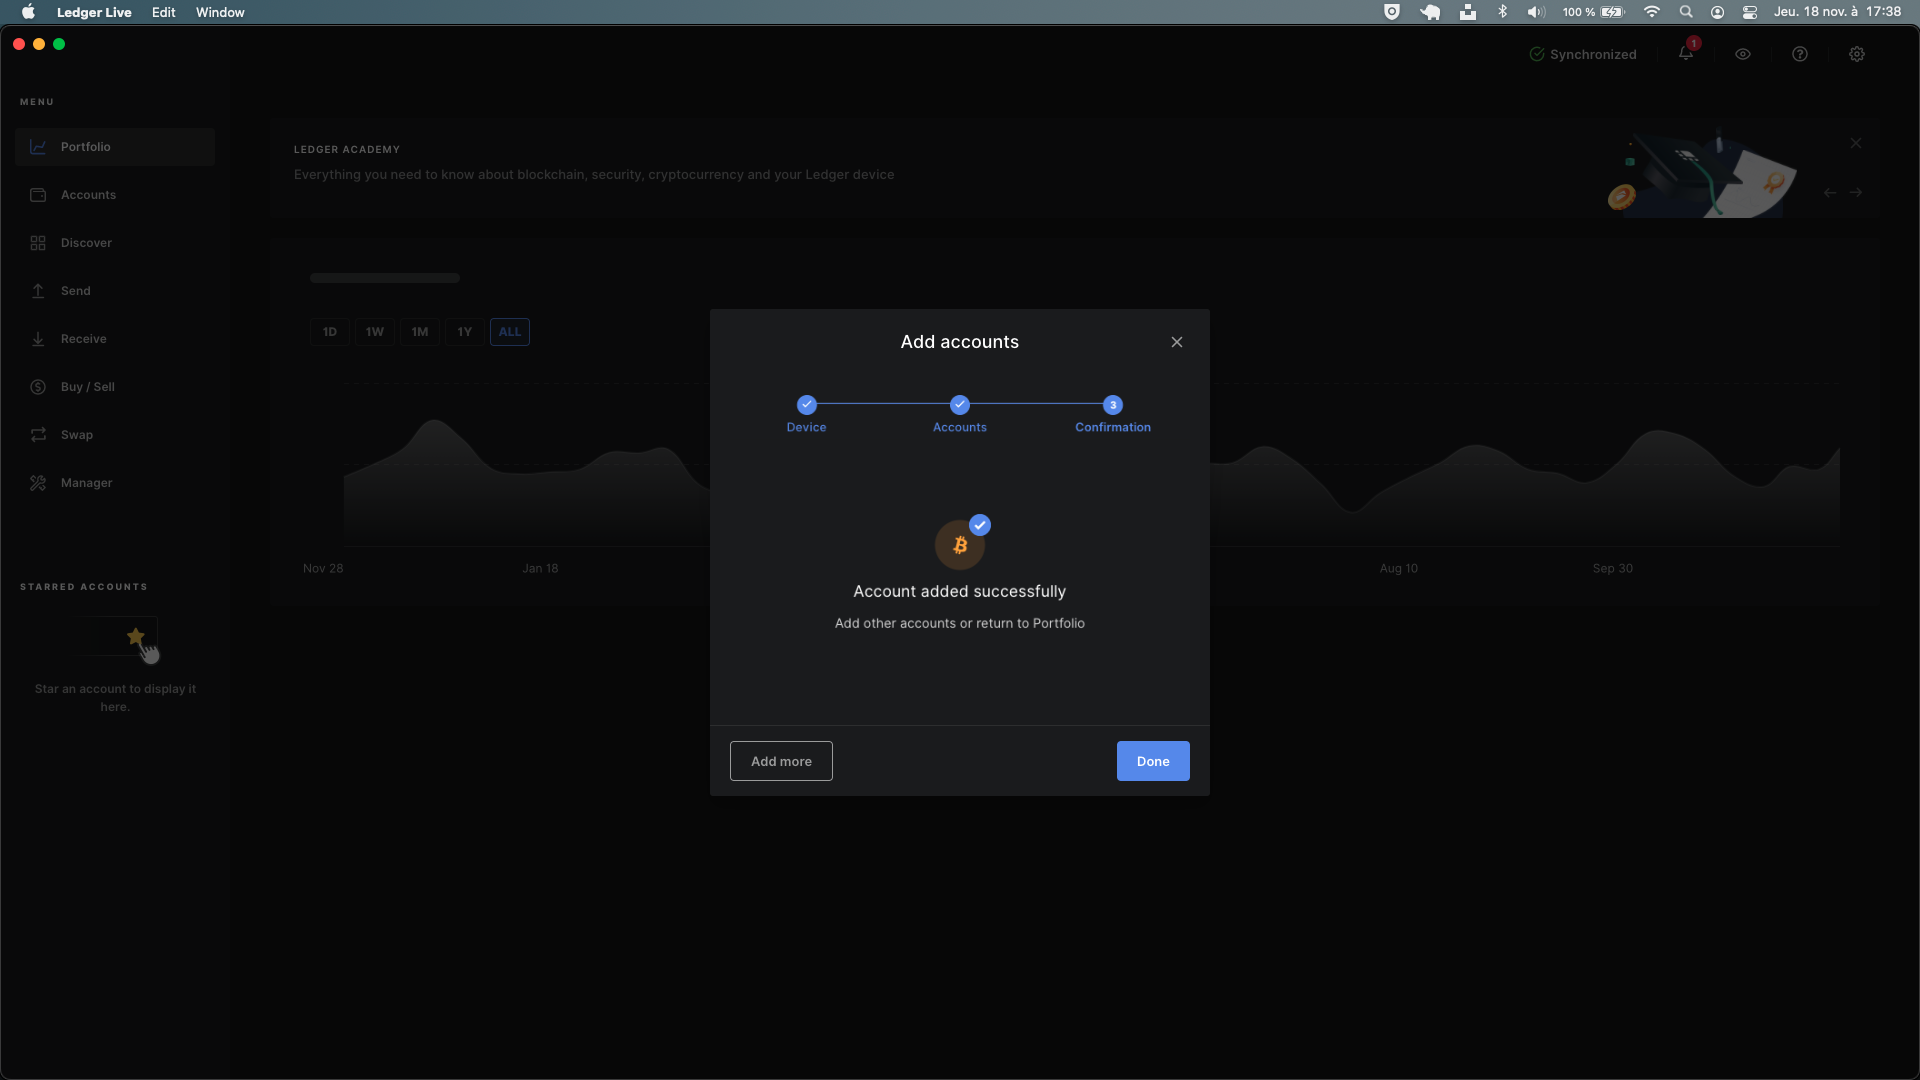 Ledger Live Edit Window 100 % Jeu. 18 nov. à 17:38
Synchronized 1
MENU
Portfolio
Accounts
Discover
Send
Receive
Buy / Sell
Swap
Manager
STARRED ACCOUNTS
Star an account to display it
here.
LEDGER ACADEMY
Everything you need to know about blockchain, security, cryptocurrency and your Ledger device
1D 1W 1M 1Y ALL
Nov 28 Jan 18 Aug 10 Sep 30
Add accounts
3
Device Accounts Confirmation
Account added successfully
Add other accounts or return to Portfolio
Add more Done